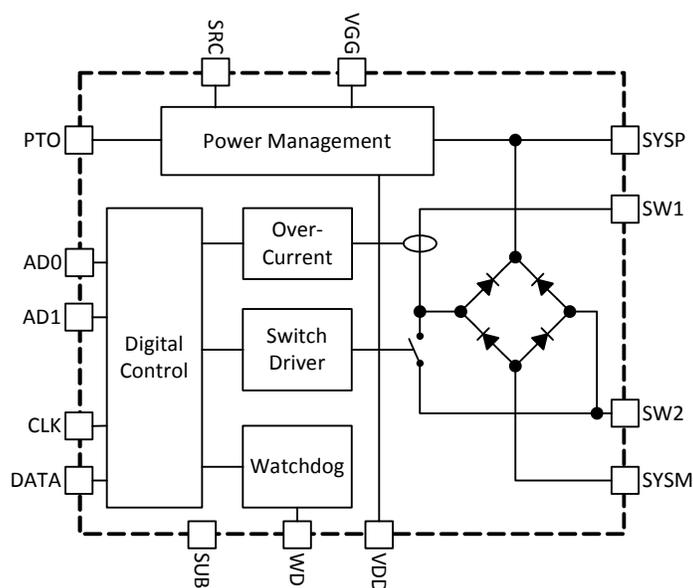 SRC
VGG
PTO
Power Management
SYSP
SW1
Over-
Current
AD0
AD1
Digital
Control
Switch
Driver
CLK
SW2
Watchdog
DATA
SYSM
SUB
WD
VDD